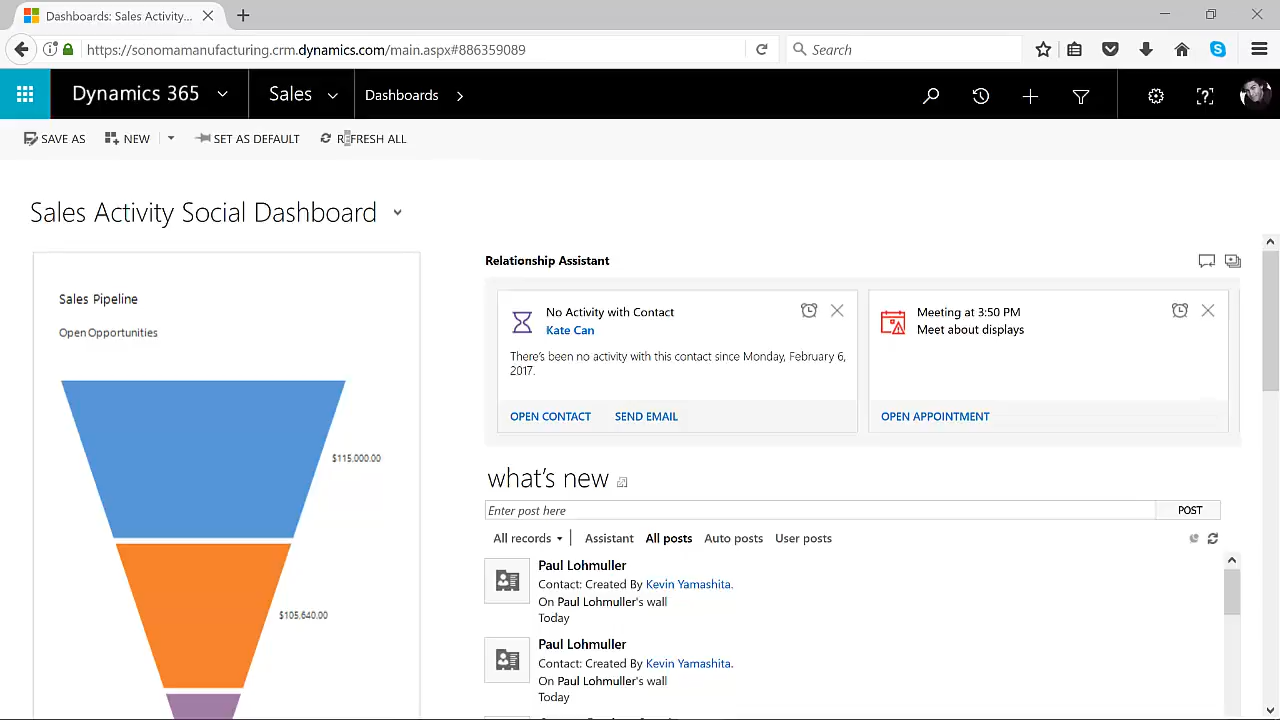 Dashboards: Sales Activity...
https://sonomamanufacturing.crm.dynamics.com/main.aspx#886359089
Search
Dynamics 365
Sales
Dashboards
SAVE AS
NEW
SET AS DEFAULT
REFRESH ALL
Sales Activity Social Dashboard
Sales Pipeline
Open Opportunities
$115,000.00
$105,640.00
Relationship Assistant
No Activity with Contact
Kate Can
There's been no activity with this contact since Monday, February 6,
2017.
OPEN CONTACT SEND EMAIL
Meeting at 3:50 PM
Meet about displays
OPEN APPOINTMENT
what's new
Enter post here
POST
All records Assistant All posts Auto posts User posts
Paul Lohmuller
Contact: Created By Kevin Yamashita.
On Paul Lohmuller's wall
Today
Paul Lohmuller
Contact: Created By Kevin Yamashita.
On Paul Lohmuller's wall
Today